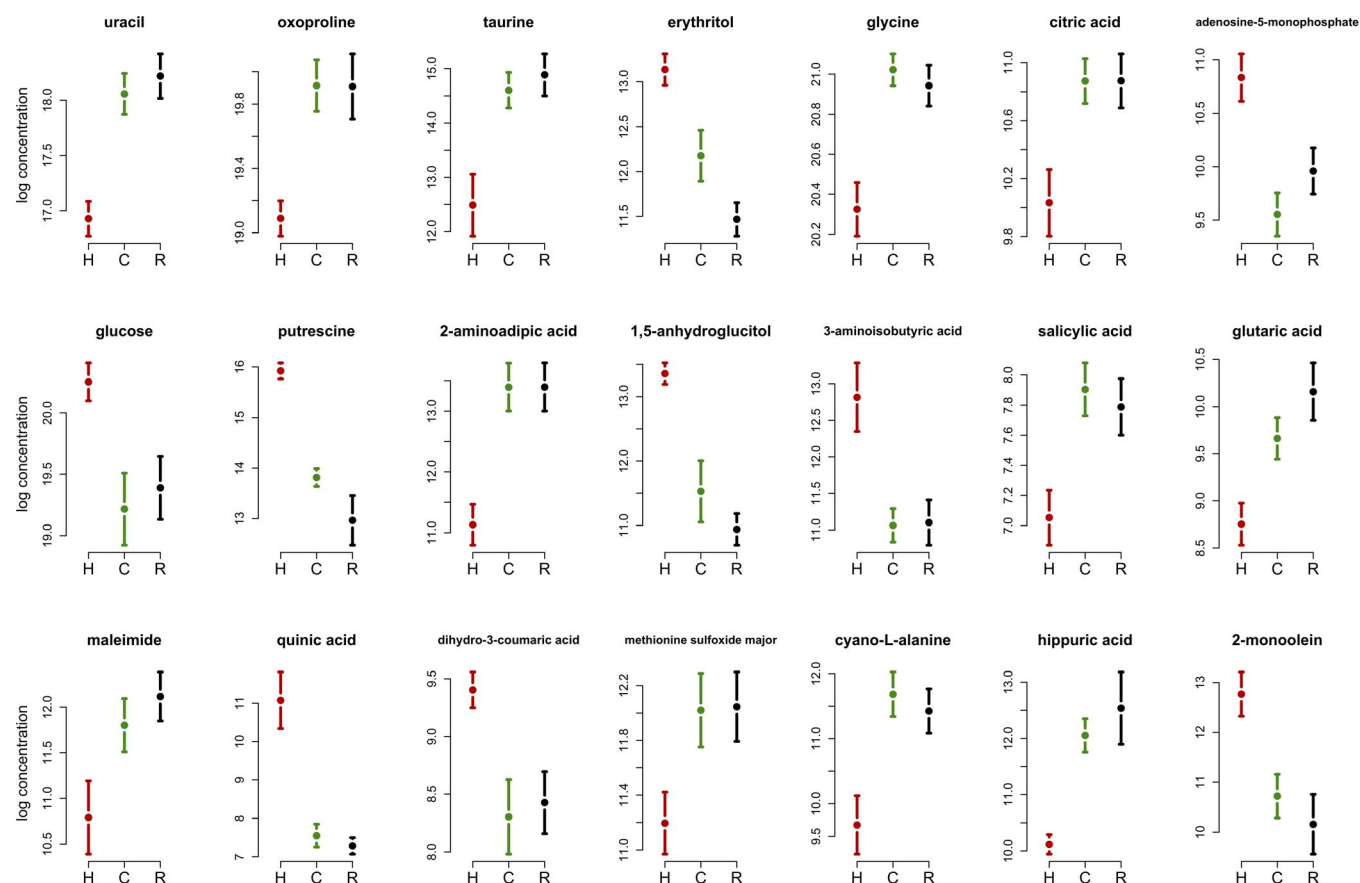 uracil oxoproline taurine erythritol glycine citric acid adenosine-5-monophosphate
log concentration
18.0 17.5 17.0
19.8 19.4 19.0
15.0 14.0 13.0 12.0
13.0 12.5 12.0 11.5
21.0 20.8 20.6 20.4 20.2
11.0 10.6 10.2 9.8
11.0 10.5 10.0 9.5
H C R H C R H C R H C R H C R H C R H C R
glucose putrescine 2-aminoadipic acid 1,5-anhydroglucitol 3-aminoisobutyric acid salicylic acid glutaric acid
log concentration
20.0 19.5 19.0
16 15 14 13
13.0 12.0 11.0
13.0 12.0 11.0
13.0 12.5 12.0 11.5 11.0
8.0 7.8 7.6 7.4 7.2 7.0
10.5 10.0 9.5 9.0 8.5
H C R H C R H C R H C R H C R H C R H C R
maleimide quinic acid dihydro-3-coumaric acid methionine sulfoxide major cyano-L-alanine hippuric acid 2-monoolein
log concentration
12.0 11.5 11.0 10.5
11 10 9 8 7
9.5 9.0 8.5 8.0
12.2 11.8 11.4 11.0
12.0 11.0 10.0 9.5
13.0 12.0 11.0 10.0
13 12 11 10
H C R H C R H C R H C R H C R H C R H C R